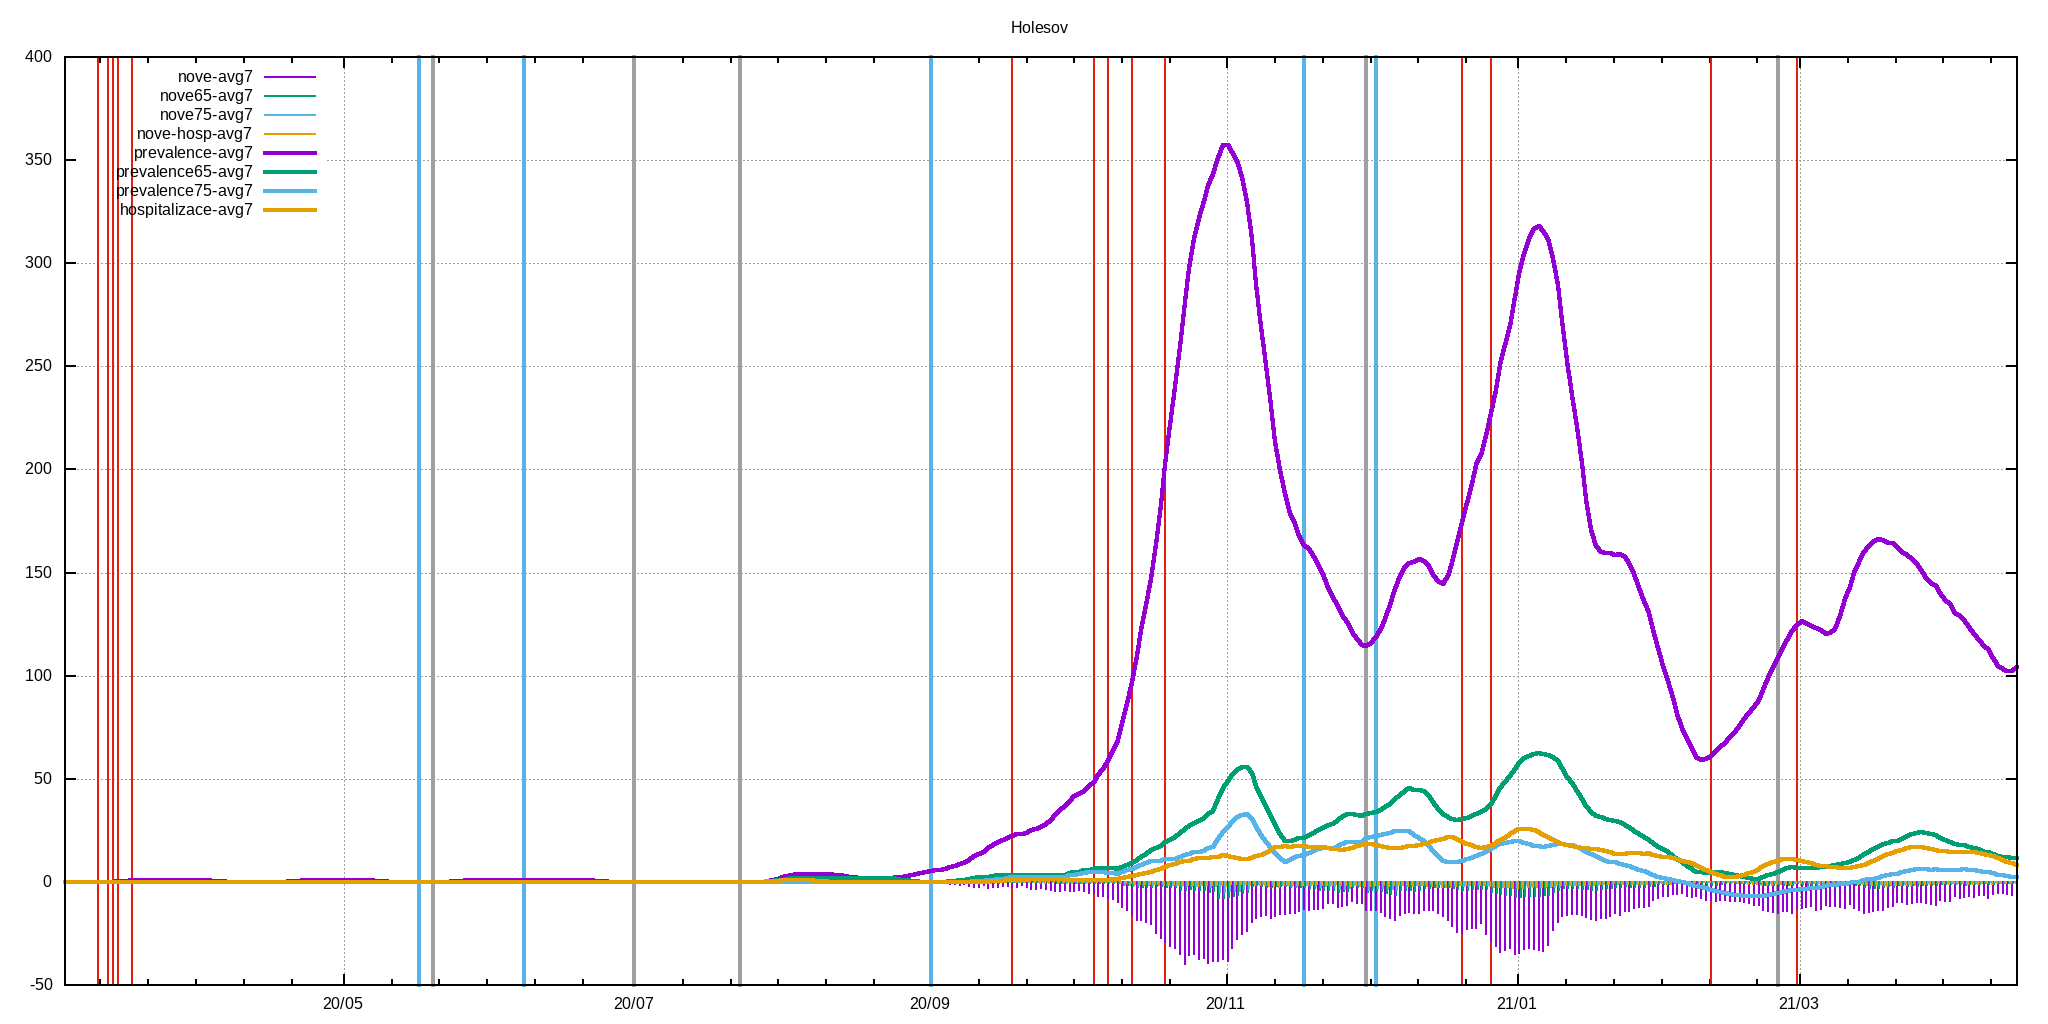 Holesov
400
350
300
250
200
150
100
50
0
-50
nove-avg7
nove65-avg7
nove75-avg7
nove-hosp-avg7
prevalence-avg7
prevalence65-avg7
prevalence75-avg7
hospitalizace-avg7
20/05 20/07 20/09 20/11 21/01 21/03